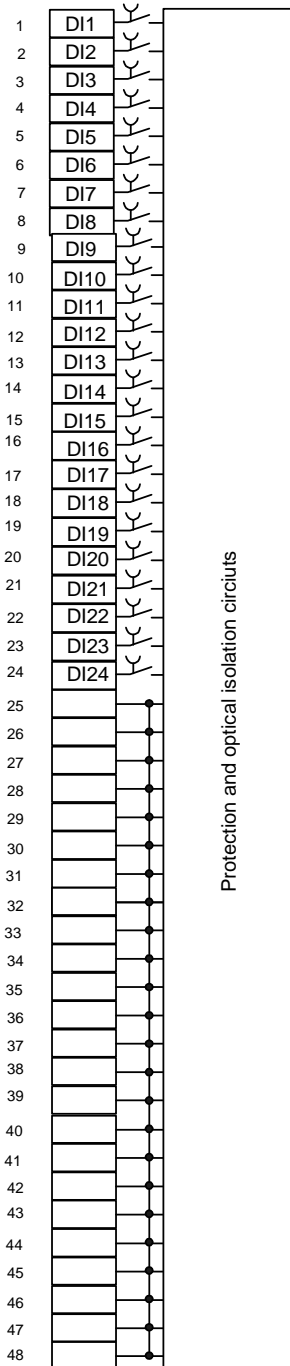 1 DI1
2 DI2
3 DI3
4 DI4
5 DI5
6 DI6
7 DI7
8 DI8
9 DI9
10 DI10
11 DI11
12 DI12
13 DI13
14 DI14
15 DI15
16 DI16
17 DI17
18 DI18
19 DI19
20 DI20
21 DI21
22 DI22
23 DI23
24 DI24
25
26
27
28
29
30
31
32
33
34
35
36
37
38
39
40
41
42
43
44
45
46
47
48
Protection and optical isolation circiuts